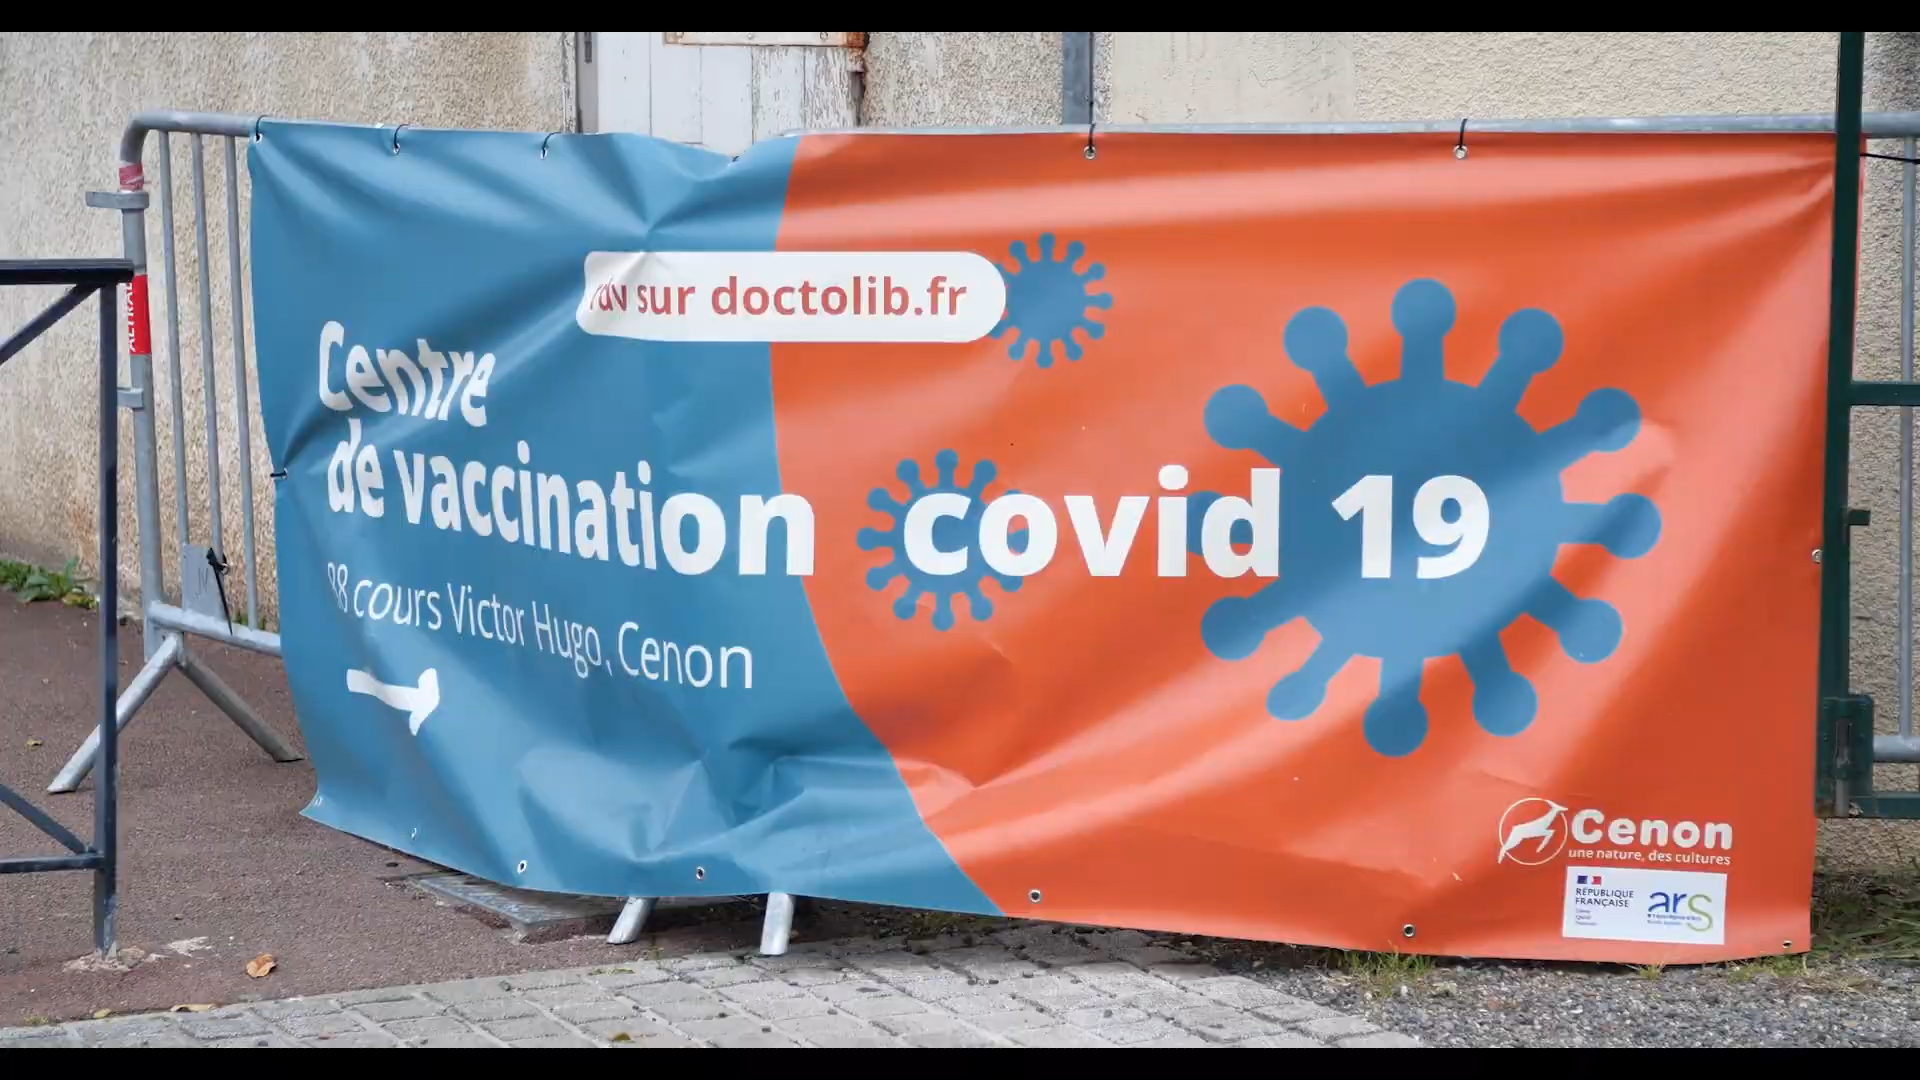 rdv sur doctolib.fr
Centre
de vaccination covid 19
cours Victor Hugo, Cenon
Cenon
une nature, des cultures
RÉPUBLIQUE
FRANÇAISE
ars